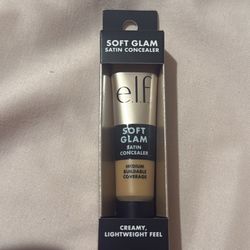 SOFT GLAM
SATIN CONCEALER
e.l.f.
SOFT
GLAM
SATIN
CONCEALER
MEDIUM
BUILDABLE
COVERAGE
CREAMY,
LIGHTWEIGHT FEEL